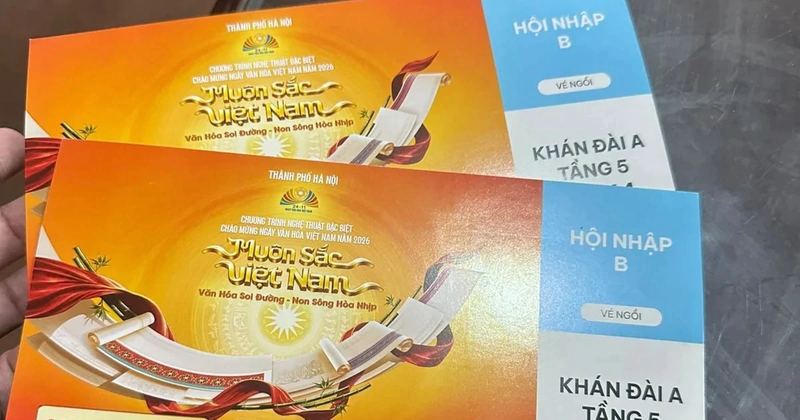 THÀNH PHỐ HÀ NỘI
CHƯƠNG TRÌNH NGHỆ THUẬT ĐẶC BIỆT
CHÀO MỪNG NGÀY VĂN HÓA VIỆT NAM NĂM 2026
Muôn Sắc
Việt Nam
Văn Hóa Soi Đường - Non Sông Hòa Nhịp
HỘI NHẬP
B
VÉ NGỒI
KHÁN ĐÀI A
TẦNG 5
THÀNH PHỐ HÀ NỘI
24-11
CHƯƠNG TRÌNH NGHỆ THUẬT ĐẶC BIỆT
CHÀO MỪNG NGÀY VĂN HÓA VIỆT NAM NĂM 2026
Muôn Sắc
Việt Nam
Văn Hóa Soi Đường - Non Sông Hòa Nhịp
HỘI NHẬP
B
VÉ NGỒI
KHÁN ĐÀI A
TẦNG 5